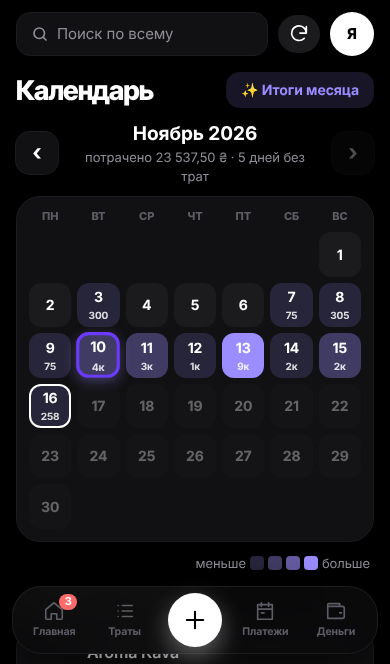 Поиск по всему
Я
Календарь
✨ Итоги месяца
‹
Ноябрь 2026
›
потрачено 23 537,50 ₴ · 5 дней без
трат
ПН ВТ СР ЧТ ПТ СБ ВС
1
2 3 4 5 6 7 8
300 75 305
9 10 11 12 13 14 15
75 4к 3к 1к 9к 2к 2к
16 17 18 19 20 21 22
258
23 24 25 26 27 28 29
30
меньше больше
3
Главная Траты + Платежи Деньги
Aroma Kava